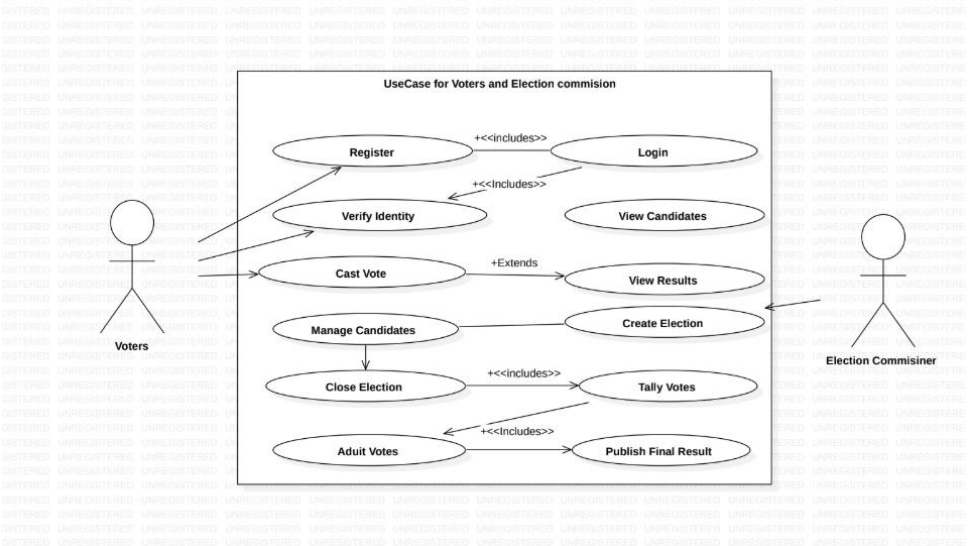 UseCase for Voters and Election commision
Register
+<<includes>>
Login
+<<Includes>>
Verify Identity
View Candidates
Cast Vote
+Extends
View Results
Manage Candidates
Create Election
Voters
Election Commisiner
Close Election
+<<includes>>
Tally Votes
+<<Includes>>
Aduit Votes
Publish Final Result
UNREGISTERED